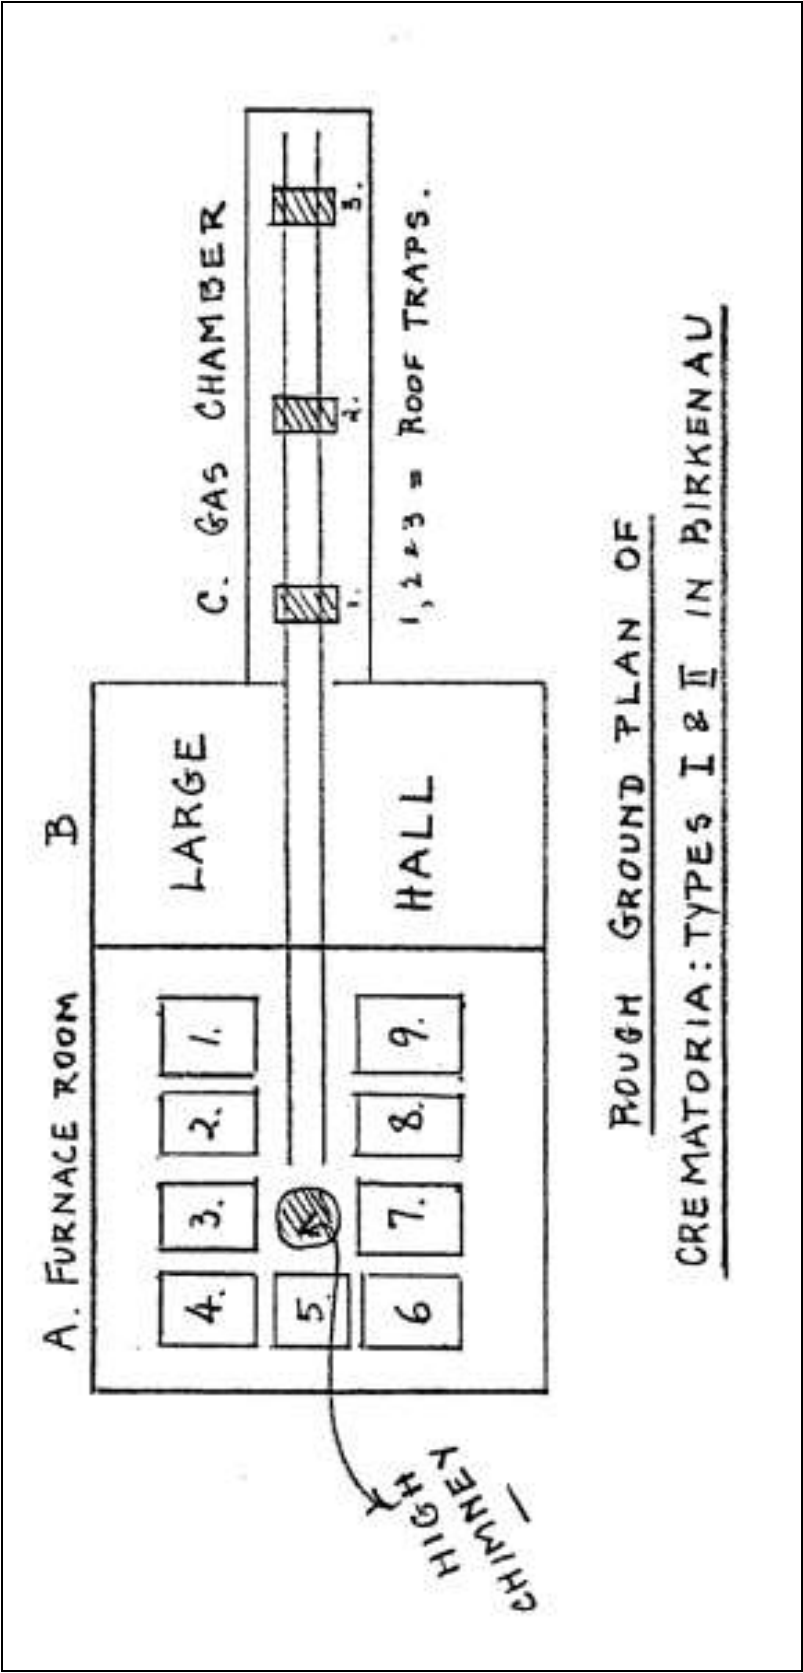 A. FURNACE ROOM
B
C. GAS CHAMBER
4.
3.
2.
1.
5.
6
7.
8.
9.
LARGE
HALL
1.
2.
3.
1, 2 & 3 = ROOF TRAPS.
HIGH
CHIMNEY
ROUGH GROUND PLAN OF
CREMATORIA: TYPES I & II IN BIRKENAU